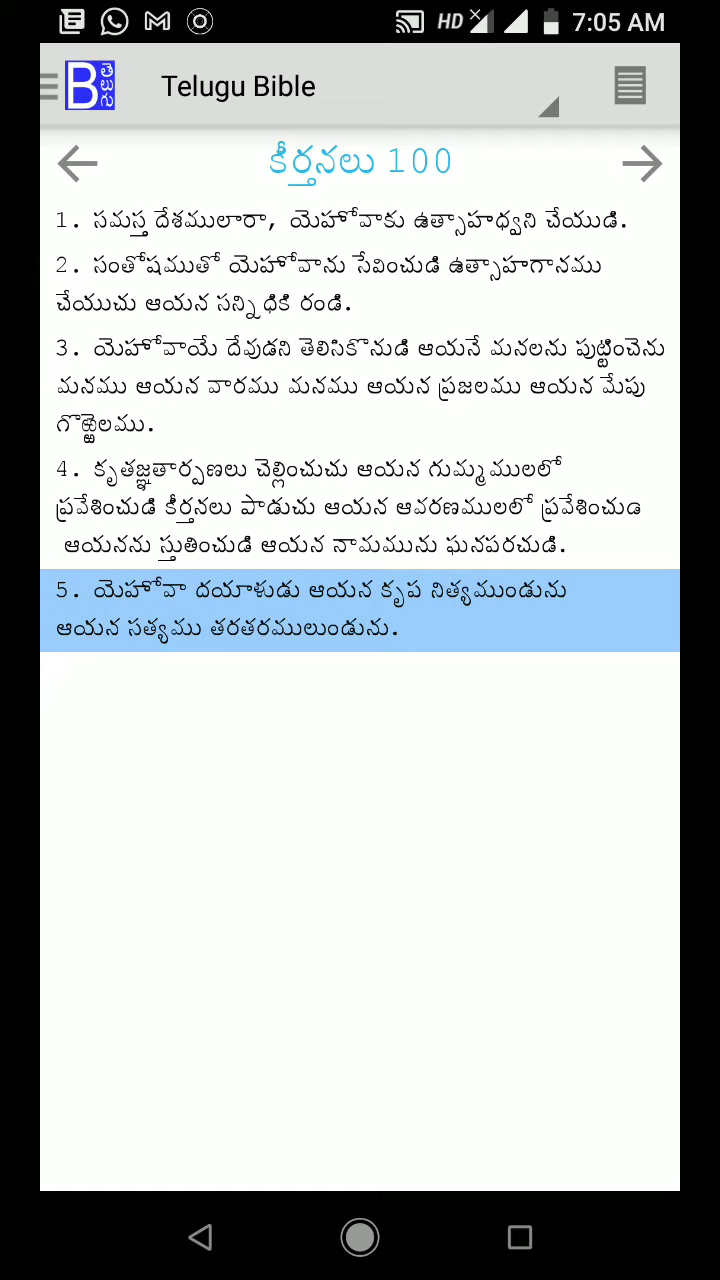 HD 7:05 AM
B తెలుగు Telugu Bible
కీర్తనలు 100
1. సమస్త దేశములారా, యెహోవాకు ఉత్సాహధ్వని చేయుడి.
2. సంతోషముతో యెహోవాను సేవించుడి ఉత్సాహగానము
చేయుచు ఆయన సన్ని ధికి రండి.
3. యెహోవాయే దేవుడని తెలిసికొనుడి ఆయనే మనలను పుట్టించెను
మనము ఆయన వారము మనము ఆయన ప్రజలము ఆయన మేపు
గొఱ్ఱెలము.
4. కృతజ్ఞతార్పణలు చెల్లించుచు ఆయన గుమ్మములలో
ప్రవేశించుడి కీర్తనలు పాడుచు ఆయన ఆవరణములలో ప్రవేశించుడ
ఆయనను స్తుతించుడి ఆయన నామమును ఘనపరచుడి.
5. యెహోవా దయాళుడు ఆయన కృప నిత్యముండును
ఆయన సత్యము తరతరములుండును.